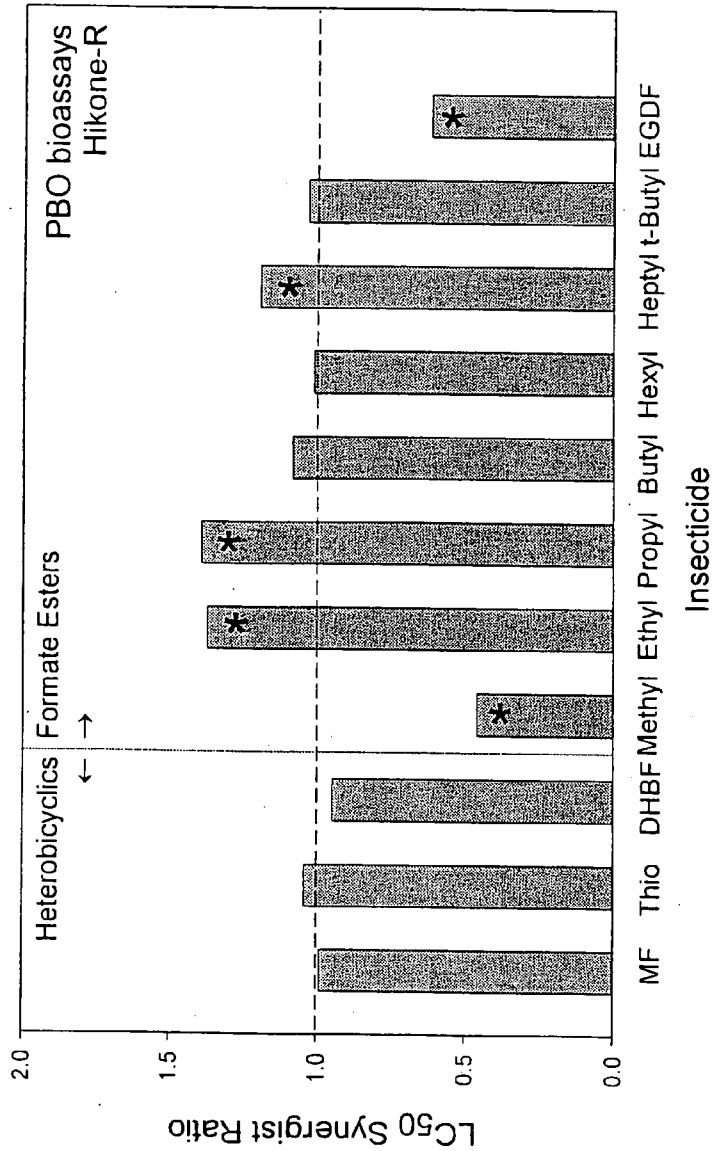 PBO bioassays
Hikone-R
Heterobicyclics Formate Esters
← →
2.0
1.5
1.0
0.5
0.0
LC50 Synergist Ratio
* * * * *
MF Thio DHBF Methyl Ethyl Propyl Butyl Hexyl Heptyl t-Butyl EGDF
Insecticide